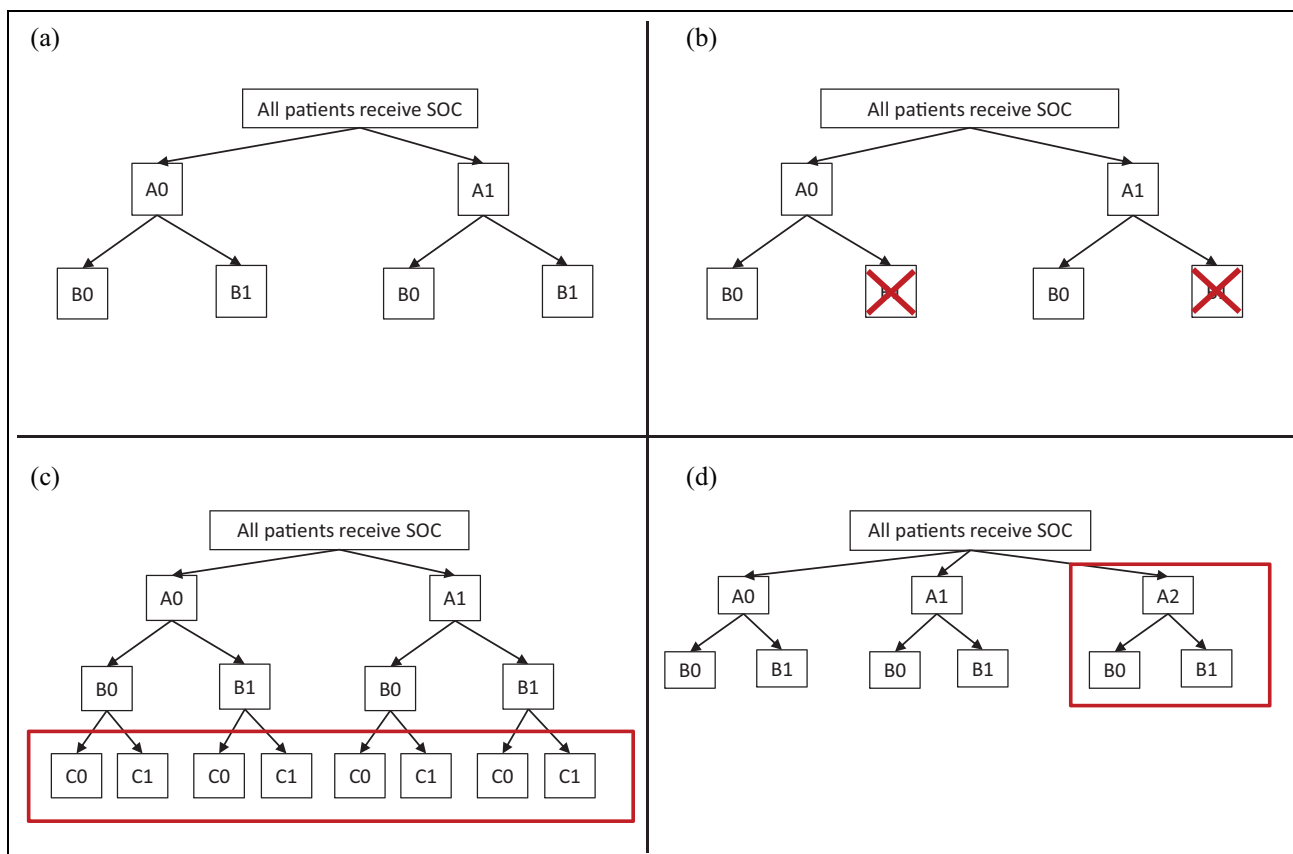 (a)
All patients receive SOC
A0 A1
B0 B1 B0 B1
(b)
All patients receive SOC
A0 A1
B0 B0
(c)
All patients receive SOC
A0 A1
B0 B1 B0 B1
C0 C1 C0 C1 C0 C1 C0 C1
(d)
All patients receive SOC
A0 A1 A2
B0 B1 B0 B1 B0 B1